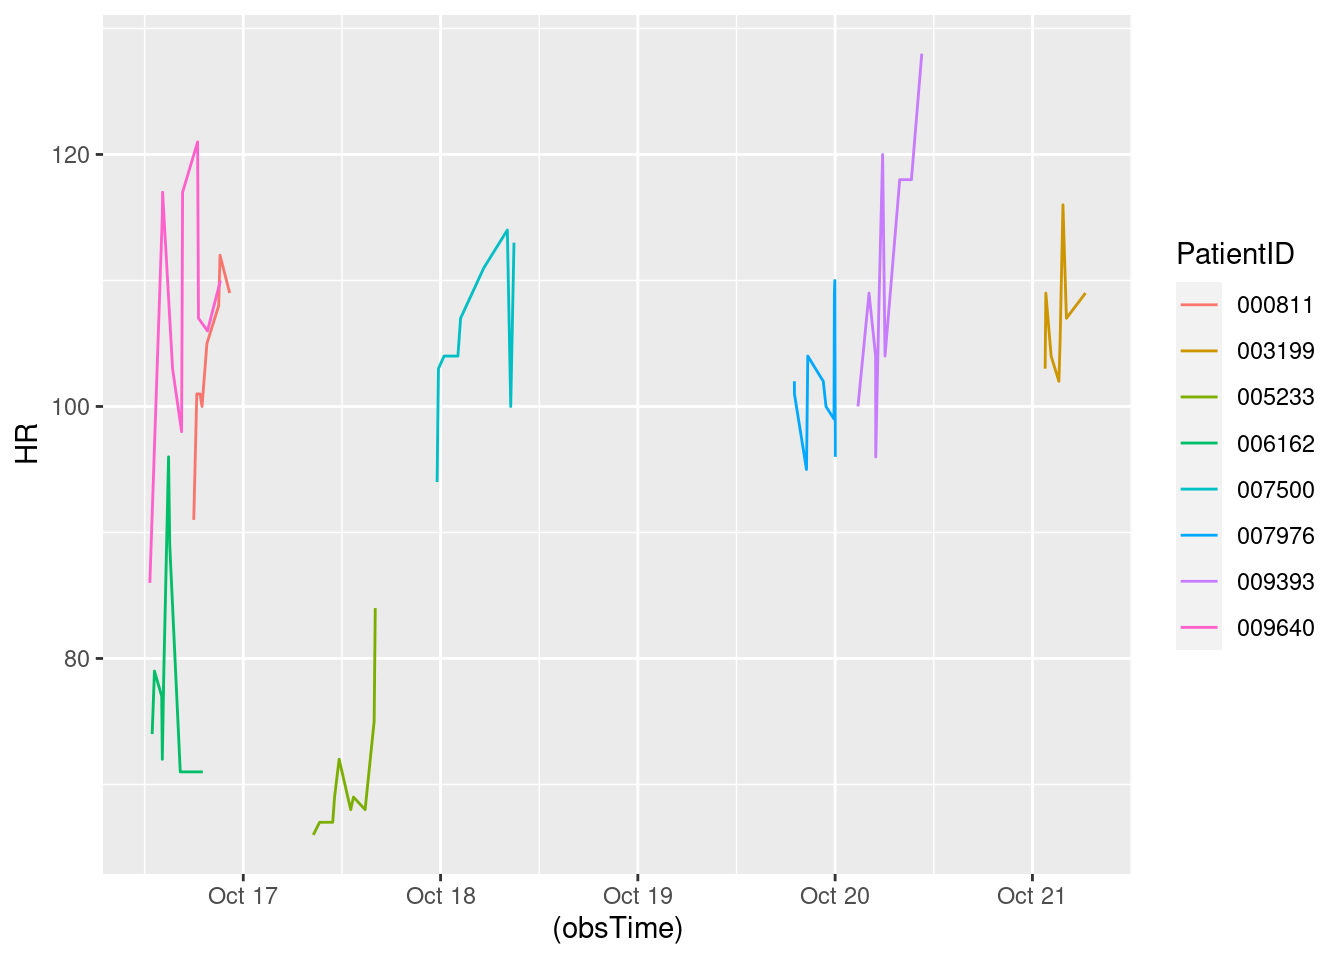 120
100
80
HR
Oct 17
Oct 18
Oct 19
Oct 20
Oct 21
(obsTime)
PatientID
000811
003199
005233
006162
007500
007976
009393
009640